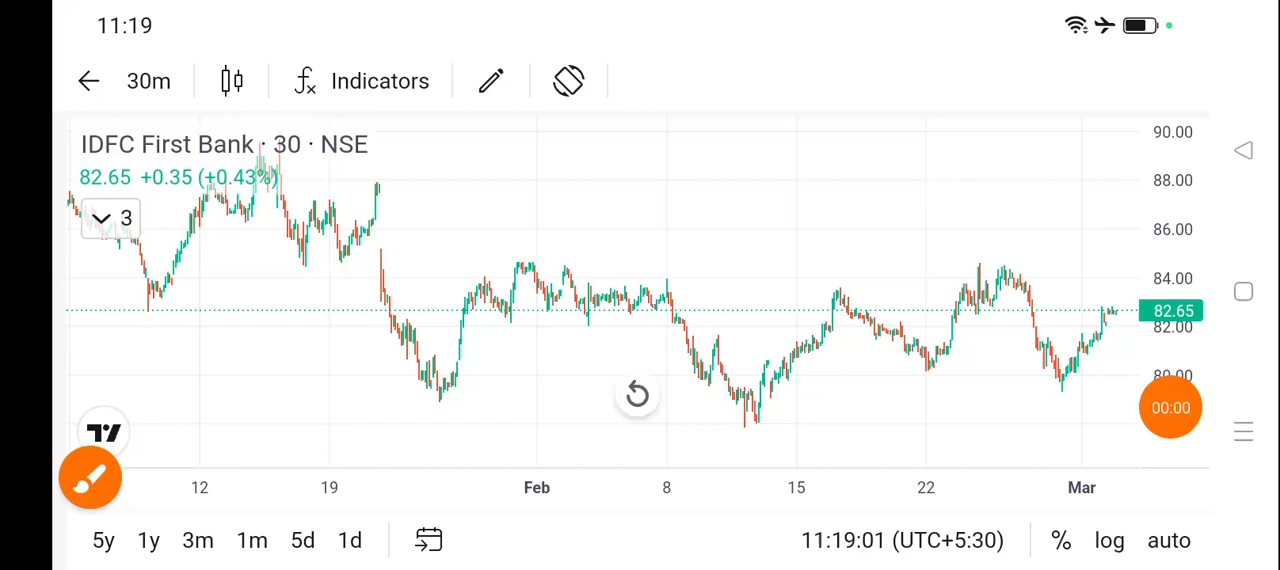 11:19
30m
Indicators
IDFC First Bank · 30 · NSE
82.65 +0.35 (+0.43%)
3
90.00
88.00
86.00
84.00
82.65
82.00
80.00
00:00
12 19 Feb 8 15 22 Mar
5y 1y 3m 1m 5d 1d
11:19:01 (UTC+5:30) % log auto